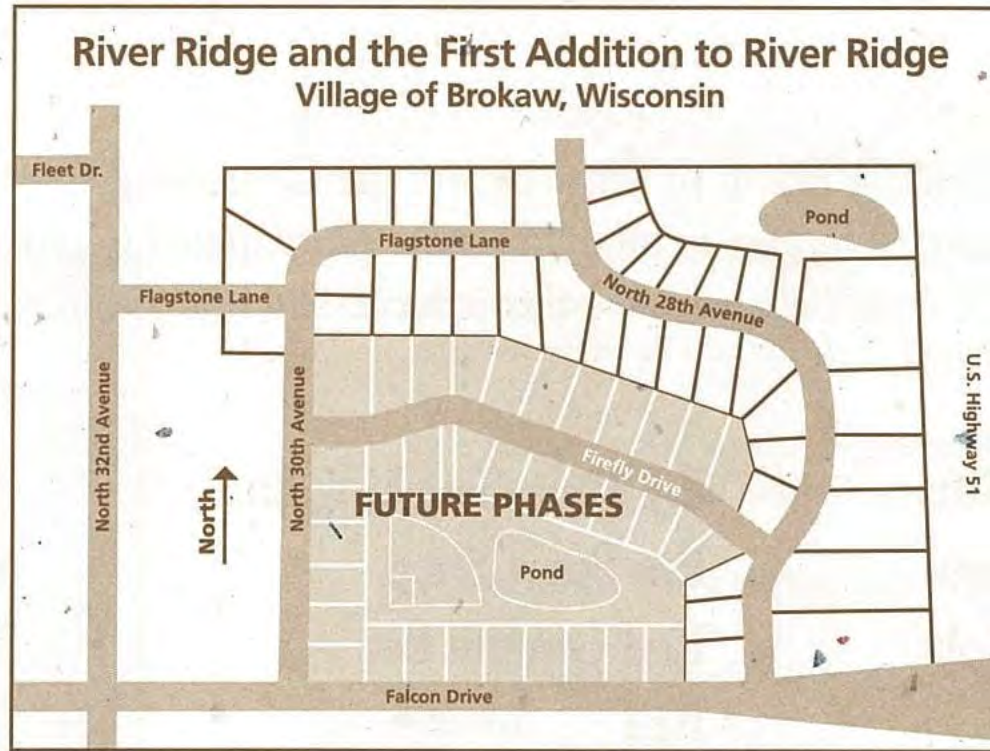 River Ridge and the First Addition to River Ridge
Village of Brokaw, Wisconsin
Fleet Dr.
Pond
Flagstone Lane
Flagstone Lane
North 28th Avenue
U.S. Highway 51
North 32nd Avenue
North 30th Avenue
North
Firefly Drive
FUTURE PHASES
Pond
Falcon Drive